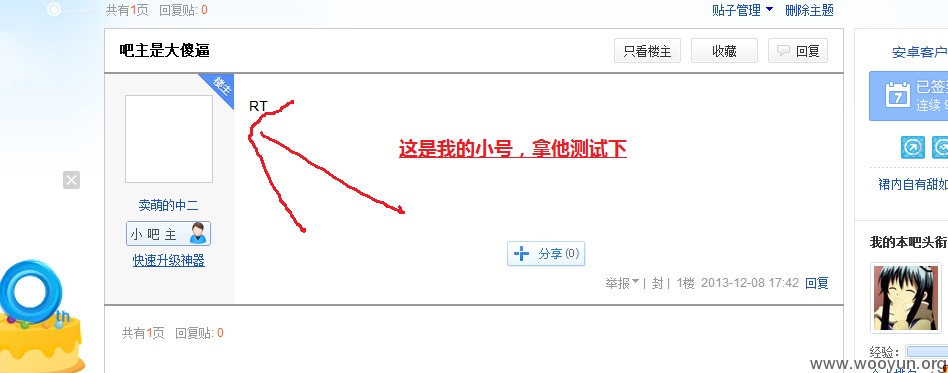 共有1页 回复贴: 0
贴子管理 删除主题
吧主是大傻逼
只看楼主 收藏 回复
安卓客户
楼主
RT
7
已签
连续
这是我的小号，拿他测试下
卖萌的中二
小吧主
快速升级神器
裙内自有甜如
分享(0)
我的本吧头衔
举报 | 封 | 1楼 2013-12-08 17:42 回复
th
共有1页 回复贴: 0
经验:
www.wooyun.org